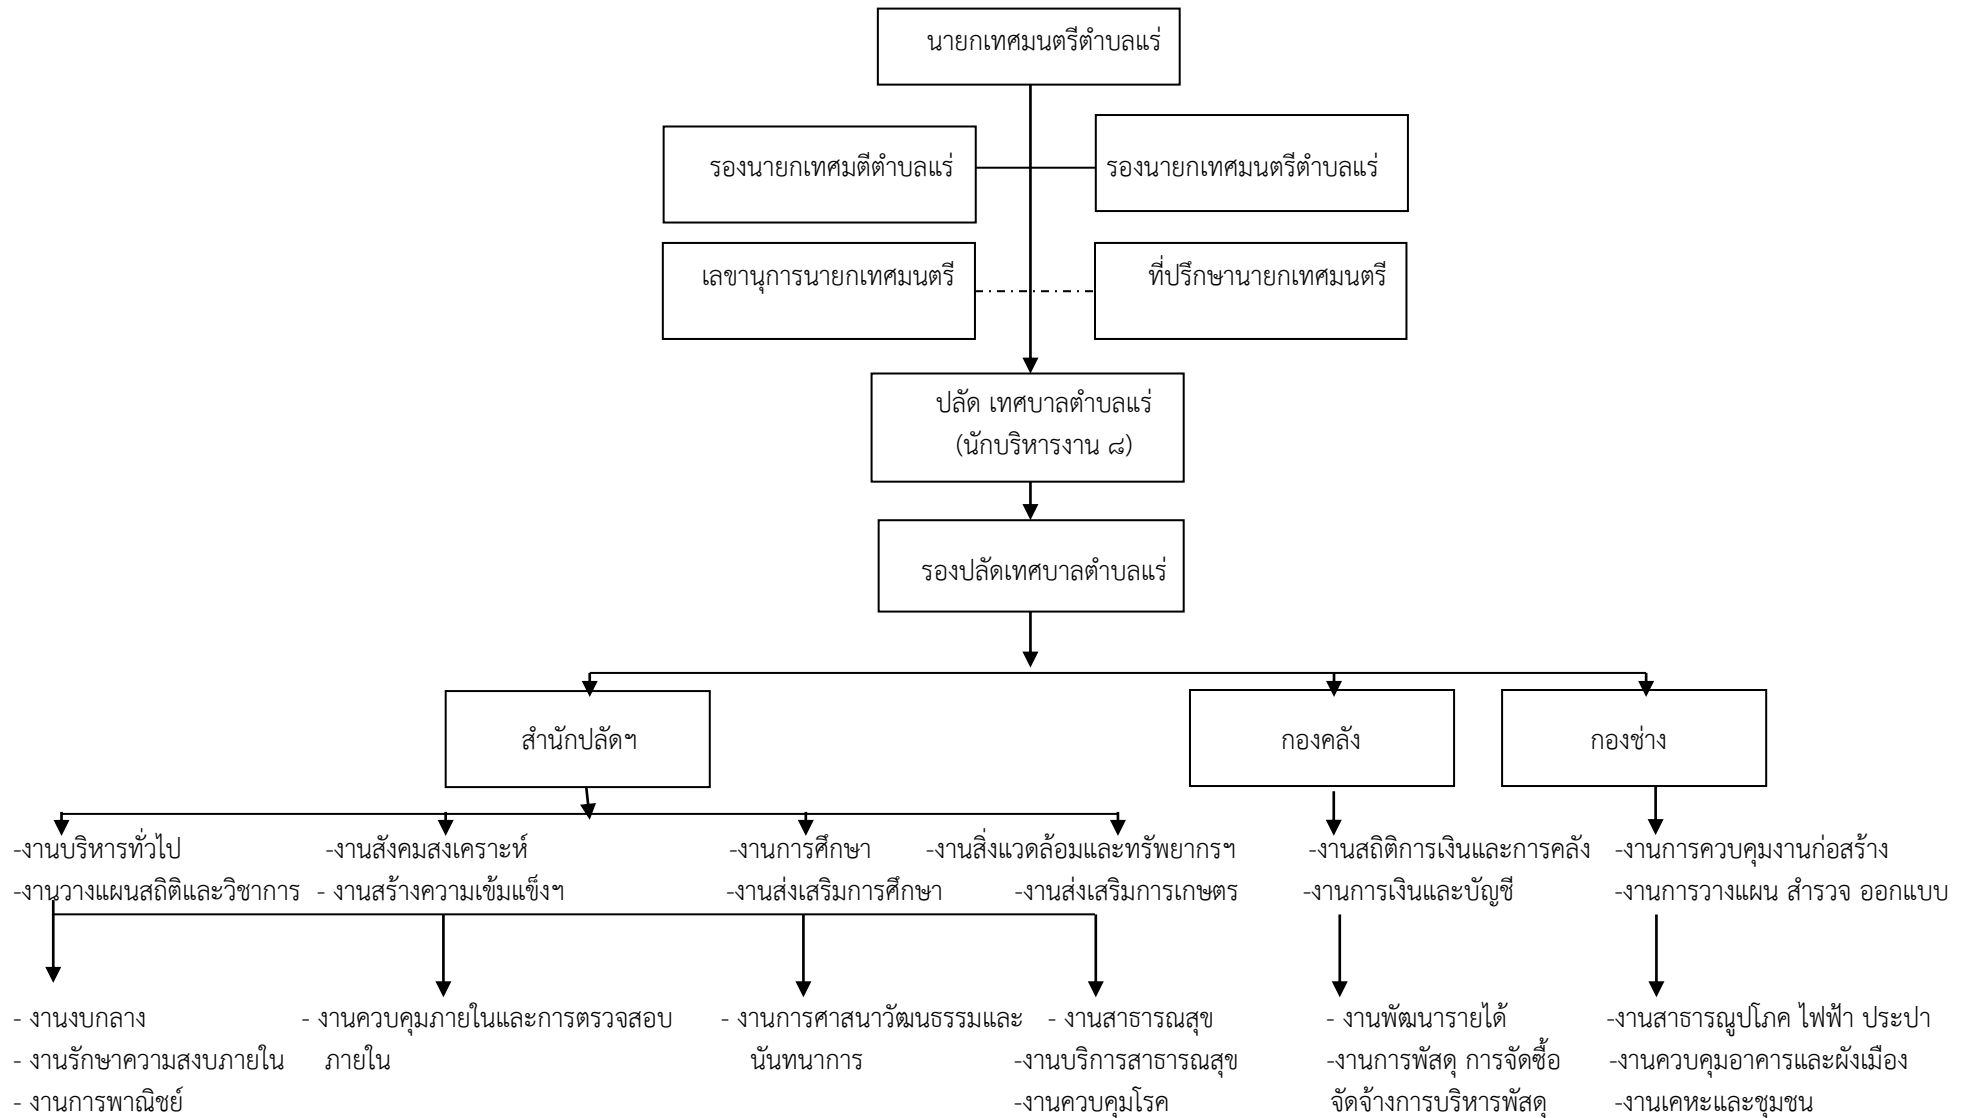 นายกเทศมนตรีตำบลแร่
รองนายกเทศมตีตำบลแร่
รองนายกเทศมนตรีตำบลแร่
เลขานุการนายกเทศมนตรี
ที่ปรึกษานายกเทศมนตรี
ปลัด เทศบาลตำบลแร่
(นักบริหารงาน ๘)
รองปลัดเทศบาลตำบลแร่
สำนักปลัดฯ
กองคลัง
กองช่าง
-งานบริหารทั่วไป
-งานวางแผนสถิติและวิชาการ
-งานสังคมสงเคราะห์
- งานสร้างความเข้มแข็งฯ
-งานการศึกษา
-งานส่งเสริมการศึกษา
-งานสิ่งแวดล้อมและทรัพยากรฯ
-งานส่งเสริมการเกษตร
-งานสถิติการเงินและการคลัง
-งานการเงินและบัญชี
-งานการควบคุมงานก่อสร้าง
-งานการวางแผน สำรวจ ออกแบบ
- งานงบกลาง
- งานรักษาความสงบภายใน
- งานการพาณิชย์
- งานควบคุมภายในและการตรวจสอบ
ภายใน
- งานการศาสนาวัฒนธรรมและ
นันทนาการ
- งานสาธารณสุข
-งานบริการสาธารณสุข
-งานควบคุมโรค
- งานพัฒนารายได้
-งานการพัสดุ การจัดซื้อ
จัดจ้างการบริหารพัสดุ
-งานสาธารณูปโภค ไฟฟ้า ประปา
-งานควบคุมอาคารและผังเมือง
-งานเคหะและชุมชน